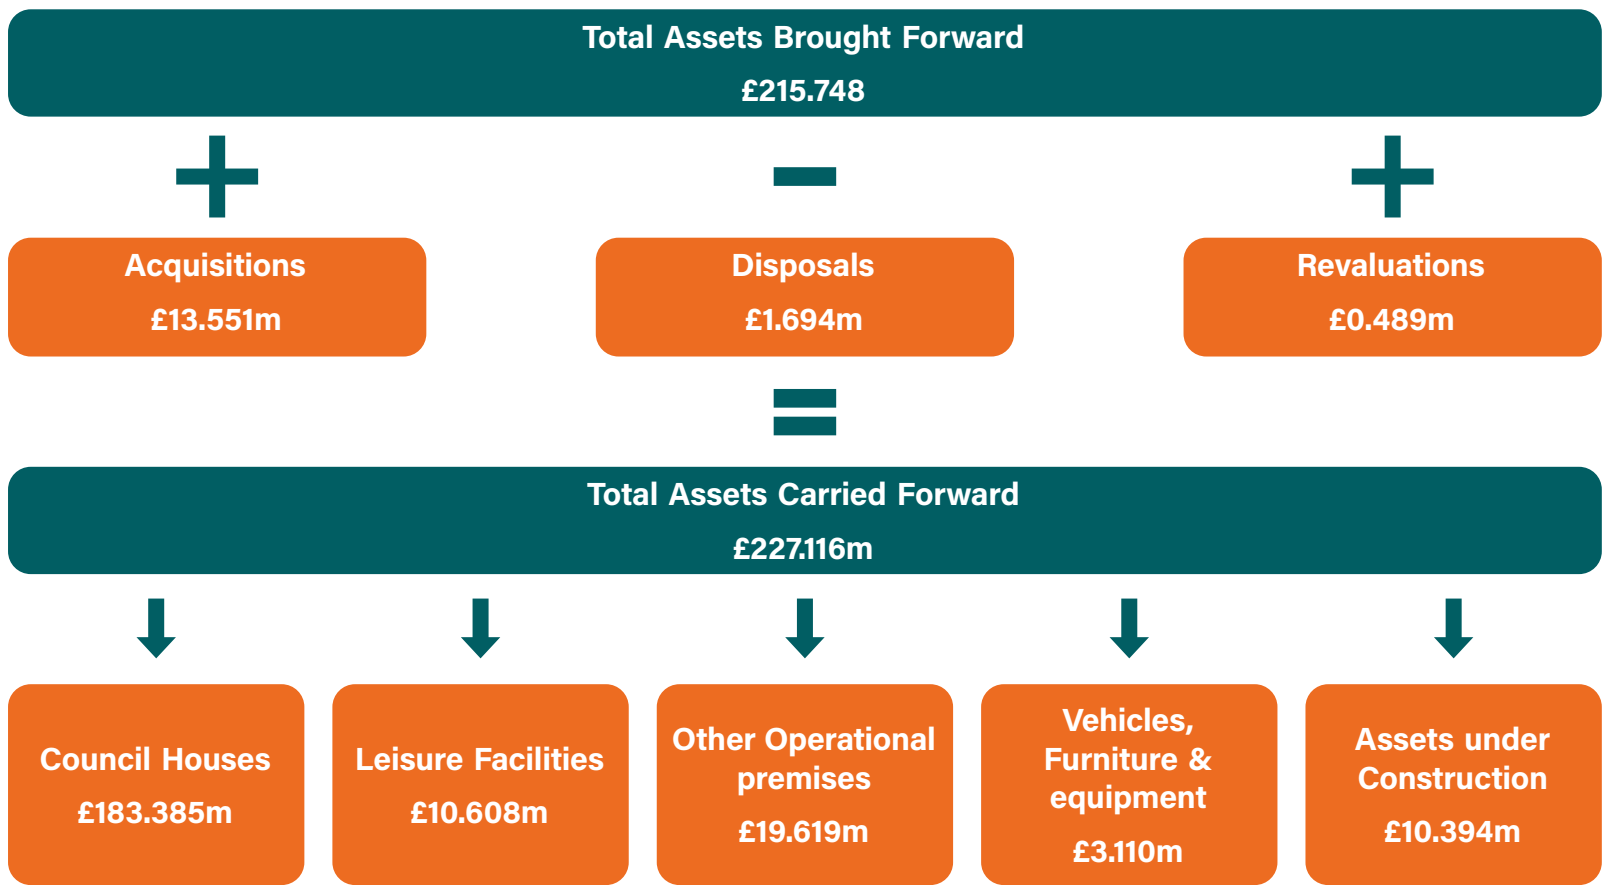 Total Assets Brought Forward
£215.748
+
−
+
Acquisitions
£13.551m
Disposals
£1.694m
Revaluations
£0.489m
=
Total Assets Carried Forward
£227.116m
Council Houses
£183.385m
Leisure Facilities
£10.608m
Other Operational
premises
£19.619m
Vehicles,
Furniture &
equipment
£3.110m
Assets under
Construction
£10.394m